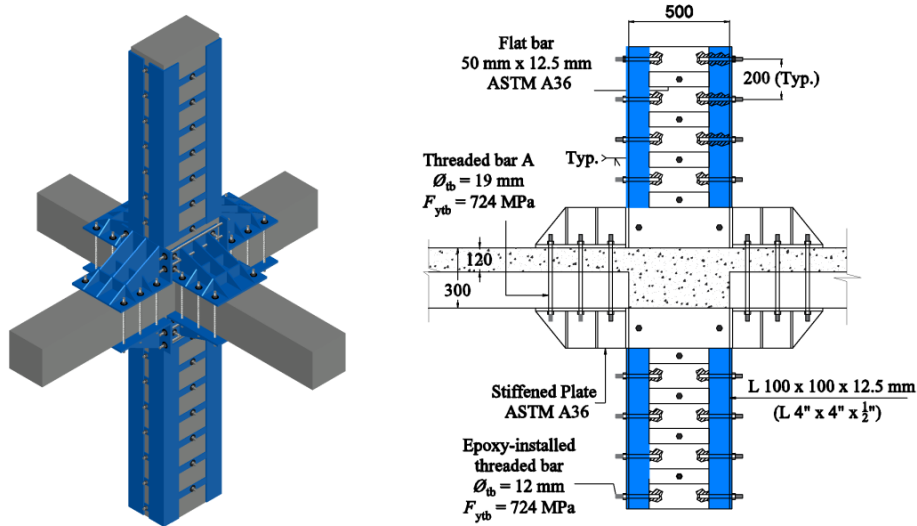 500
Flat bar
50 mm x 12.5 mm
ASTM A36
200 (Typ.)
Typ.
Threaded bar A
Ø_tb = 19 mm
F_ytb = 724 MPa
120
300
Stiffened Plate
ASTM A36
L 100 x 100 x 12.5 mm
(L 4" x 4" x ½")
Epoxy-installed
threaded bar
Ø_tb = 12 mm
F_ytb = 724 MPa